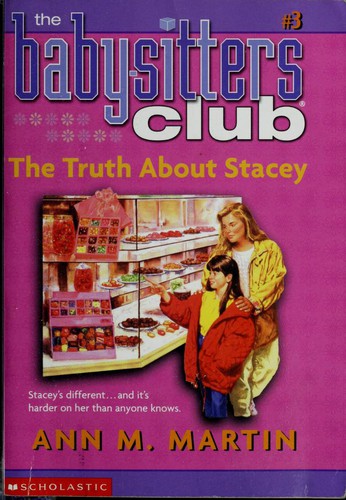 the
#3
baby-sitters
club®
The Truth About Stacey
Stacey's different...and it's
harder on her than anyone knows.
ANN M. MARTIN
SCHOLASTIC